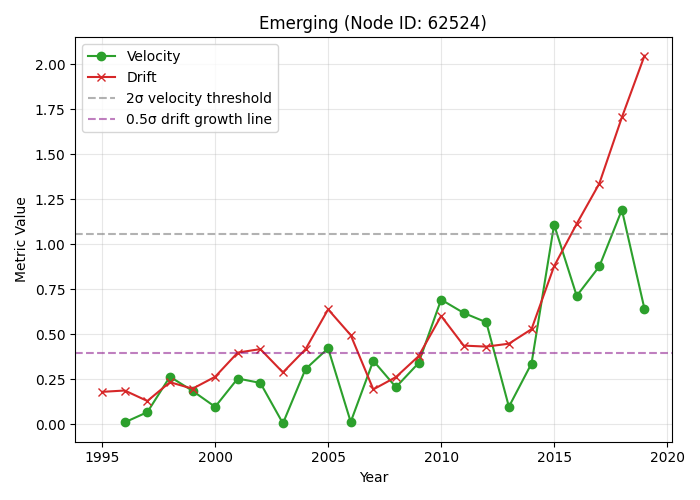 Emerging (Node ID: 62524)
Velocity
Drift
2σ velocity threshold
0.5σ drift growth line
Metric Value
2.00
1.75
1.50
1.25
1.00
0.75
0.50
0.25
0.00
1995 2000 2005 2010 2015 2020
Year